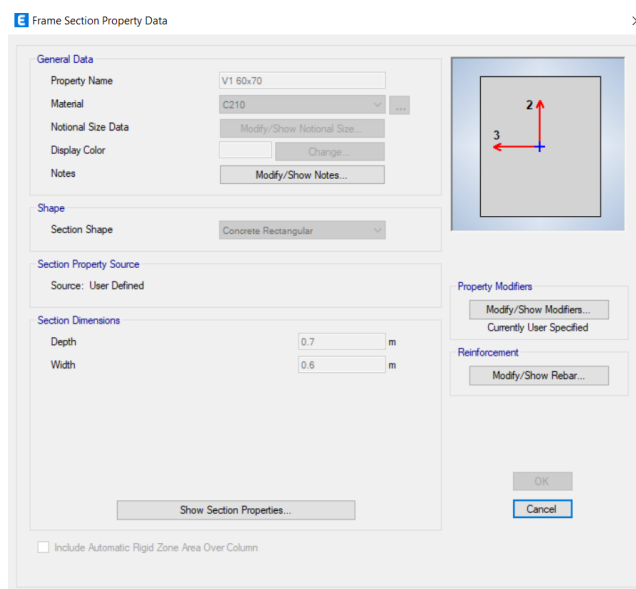 E Frame Section Property Data
General Data
Property Name V1 60x70
Material C210 ...
Notional Size Data Modify/Show Notional Size...
Display Color Change...
Notes Modify/Show Notes...
Shape
Section Shape Concrete Rectangular
Section Property Source
Source: User Defined
Section Dimensions
Depth 0.7 m
Width 0.6 m
Show Section Properties...
Include Automatic Rigid Zone Area Over Column
2
3
Property Modifiers
Modify/Show Modifiers...
Currently User Specified
Reinforcement
Modify/Show Rebar...
OK
Cancel